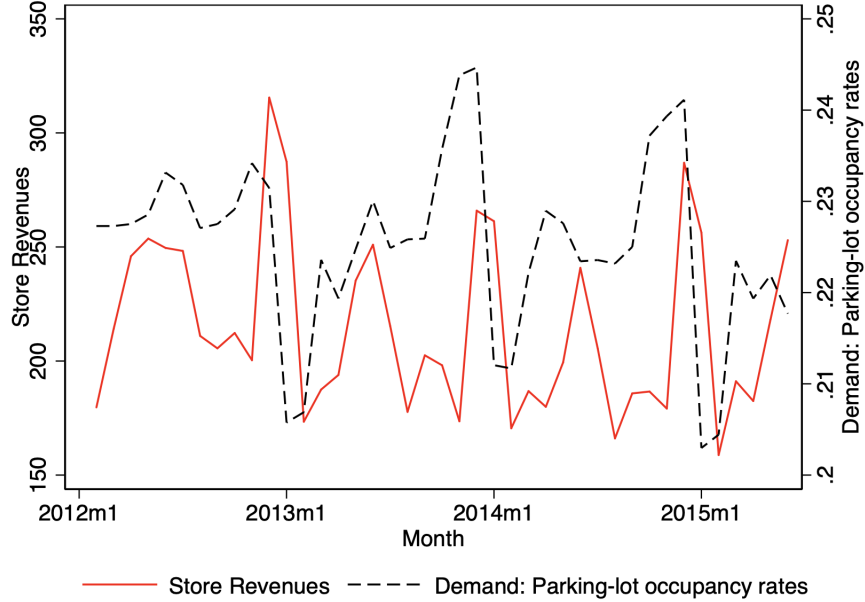 350
300
250
200
150
Store Revenues
.25
.24
.23
.22
.21
.2
Demand: Parking-lot occupancy rates
2012m1
2013m1
2014m1
2015m1
Month
Store Revenues
Demand: Parking-lot occupancy rates